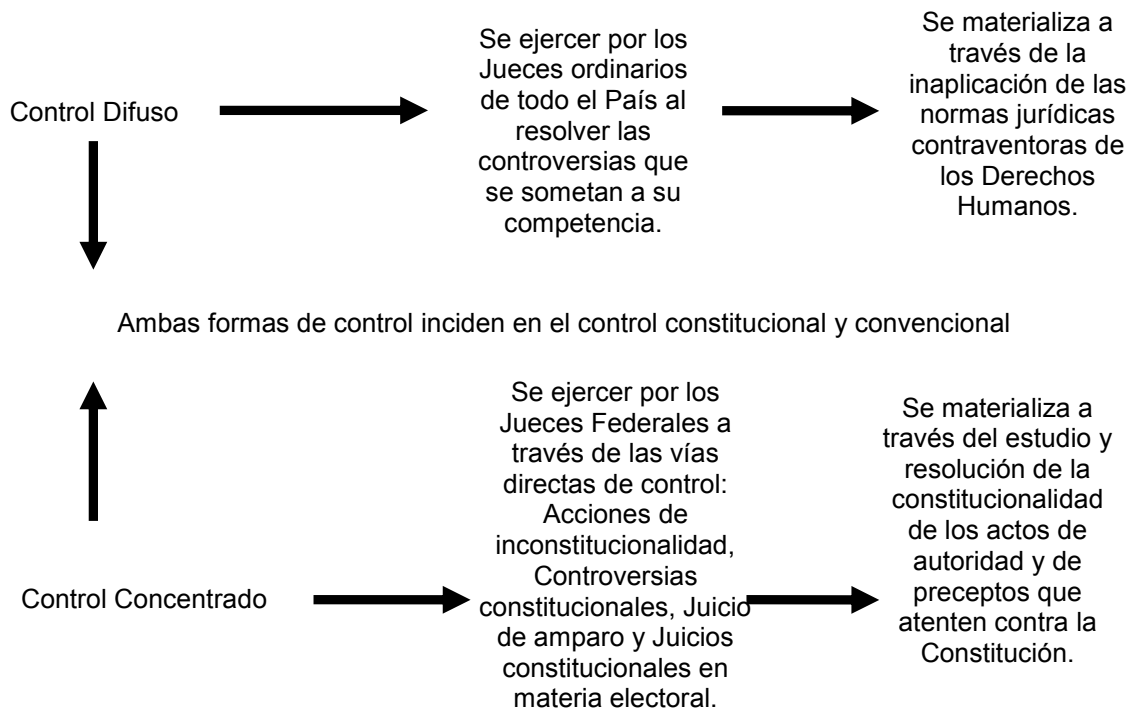 Control Difuso
Se ejercer por los
Jueces ordinarios
de todo el País al
resolver las
controversias que
se sometan a su
competencia.
Se materializa a
través de la
inaplicación de las
normas jurídicas
contraventoras de
los Derechos
Humanos.
Ambas formas de control inciden en el control constitucional y convencional
Control Concentrado
Se ejercer por los
Jueces Federales a
través de las vías
directas de control:
Acciones de
inconstitucionalidad,
Controversias
constitucionales, Juicio
de amparo y Juicios
constitucionales en
materia electoral.
Se materializa a
través del estudio y
resolución de la
constitucionalidad
de los actos de
autoridad y de
preceptos que
atenten contra la
Constitución.